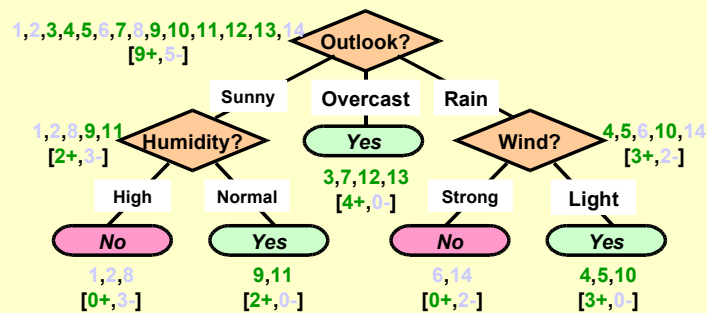 1,2,3,4,5,6,7,8,9,10,11,12,13,14
[9+,5-]
Outlook?
Sunny
Overcast
Rain
1,2,8,9,11
[2+,3-]
Humidity?
Yes
3,7,12,13
[4+,0-]
Wind?
4,5,6,10,14
[3+,2-]
High
Normal
Strong
Light
No
Yes
No
Yes
1,2,8
[0+,3-]
9,11
[2+,0-]
6,14
[0+,2-]
4,5,10
[3+,0-]